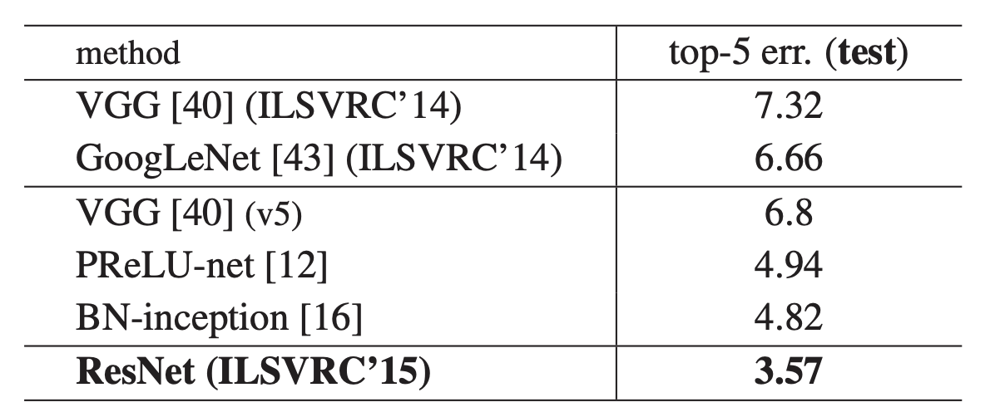 method top-5 err. (test)
VGG [40] (ILSVRC’14) 7.32
GoogLeNet [43] (ILSVRC’14) 6.66
VGG [40] (v5) 6.8
PReLU-net [12] 4.94
BN-inception [16] 4.82
ResNet (ILSVRC’15) 3.57